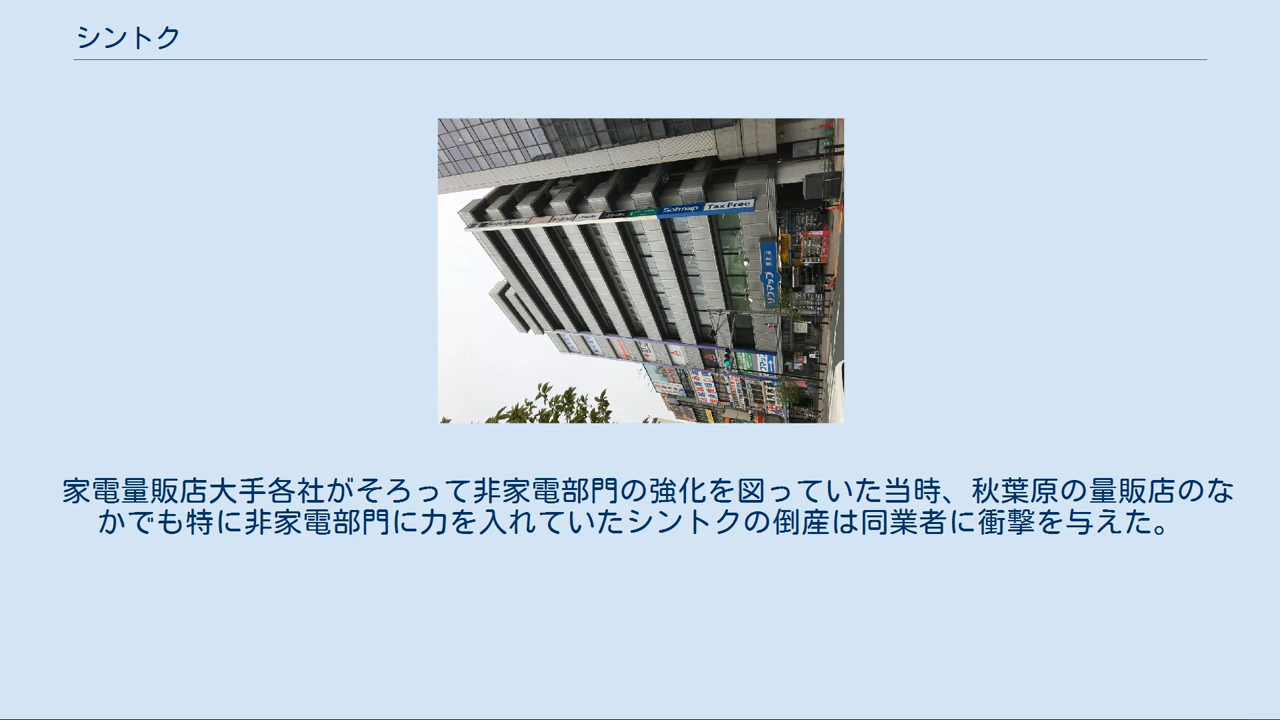 シントク
Sofmap
Tax Free
家電量販店大手各社がそろって非家電部門の強化を図っていた当時、秋葉原の量販店のな
かでも特に非家電部門に力を入れていたシントクの倒産は同業者に衝撃を与えた。